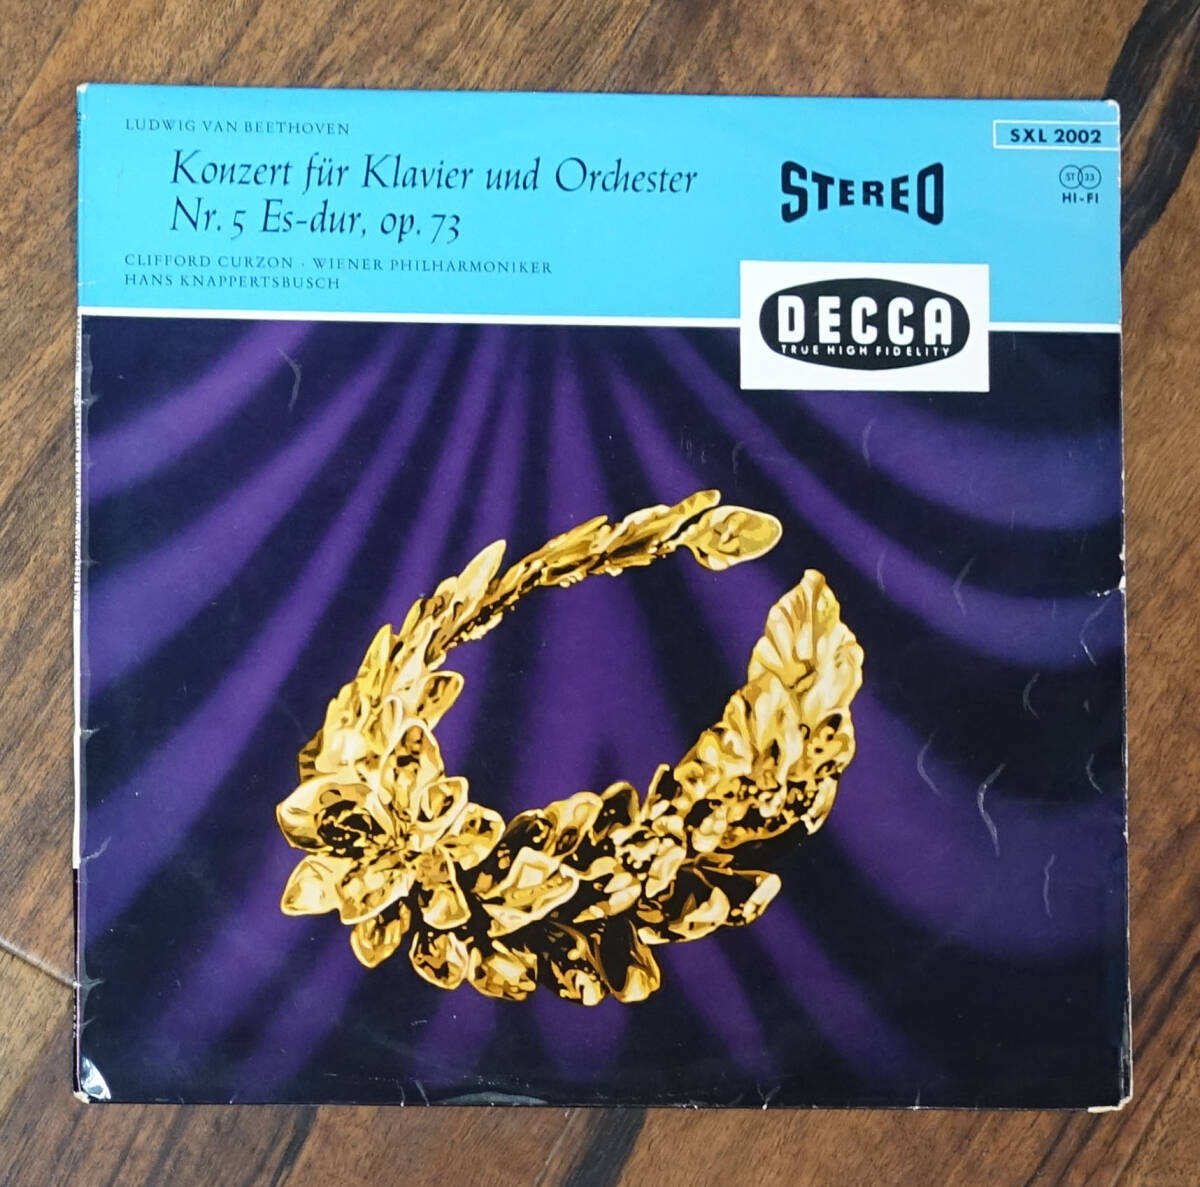 LUDWIG VAN BEETHOVEN
Konzert für Klavier und Orchester
Nr. 5 Es-dur, op. 73
CLIFFORD CURZON · WIENER PHILHARMONIKER
HANS KNAPPERTSBUSCH
STEREO
SXL 2002
ST 33
HI-FI
DECCA
TRUE HIGH FIDELITY